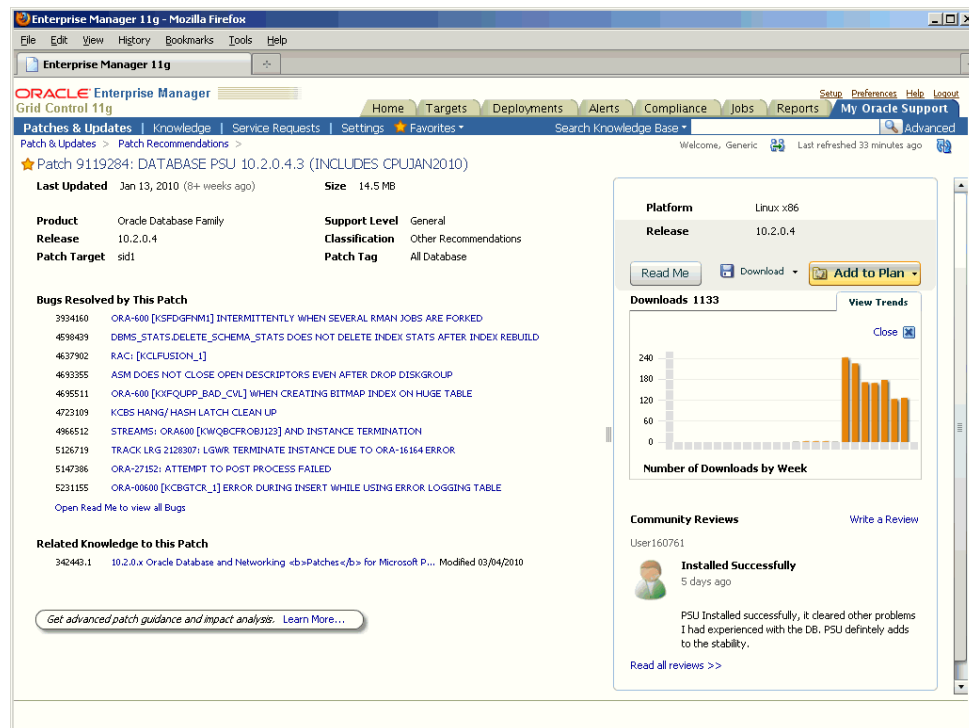 Enterprise Manager 11g - Mozilla Firefox
File Edit View History Bookmarks Tools Help
Enterprise Manager 11g
ORACLE Enterprise Manager
Grid Control 11g
Setup Preferences Help Logout
Home Targets Deployments Alerts Compliance Jobs Reports My Oracle Support
Patches & Updates | Knowledge | Service Requests | Settings Favorites Search Knowledge Base Advanced
Patch & Updates > Patch Recommendations >
Welcome, Generic Last refreshed 33 minutes ago
Patch 9119284: DATABASE PSU 10.2.0.4.3 (INCLUDES CPUJAN2010)
Last Updated Jan 13, 2010 (8+ weeks ago) Size 14.5 MB
Product Oracle Database Family Support Level General
Release 10.2.0.4 Classification Other Recommendations
Patch Target sid1 Patch Tag All Database
Bugs Resolved by This Patch
3934160 ORA-600 [KSFDGFNM1] INTERMITTENTLY WHEN SEVERAL RMAN JOBS ARE FORKED
4598439 DBMS_STATS.DELETE_SCHEMA_STATS DOES NOT DELETE INDEX STATS AFTER INDEX REBUILD
4637902 RAC: [KCLFUSION_1]
4693355 ASM DOES NOT CLOSE OPEN DESCRIPTORS EVEN AFTER DROP DISKGROUP
4695511 ORA-600 [KXFQUPP_BAD_CVL] WHEN CREATING BITMAP INDEX ON HUGE TABLE
4723109 KCBS HANG/ HASH LATCH CLEAN UP
4966512 STREAMS: ORA600 [KWQBCFROBJ123] AND INSTANCE TERMINATION
5126719 TRACK LRG 2128307: LGWR TERMINATE INSTANCE DUE TO ORA-16164 ERROR
5147386 ORA-27152: ATTEMPT TO POST PROCESS FAILED
5231155 ORA-00600 [KCBGTCR_1] ERROR DURING INSERT WHILE USING ERROR LOGGING TABLE
Open Read Me to view all Bugs
Related Knowledge to this Patch
342443.1 10.2.0.x Oracle Database and Networking <b>Patches</b> for Microsoft P... Modified 03/04/2010
Get advanced patch guidance and impact analysis. Learn More...
Platform Linux x86
Release 10.2.0.4
Read Me Download Add to Plan
Downloads 1133 View Trends
Close
240
180
120
60
0
Number of Downloads by Week
Community Reviews Write a Review
User160761
Installed Successfully
5 days ago
PSU Installed successfully, it cleared other problems
I had experienced with the DB. PSU defintely adds
to the stability.
Read all reviews >>